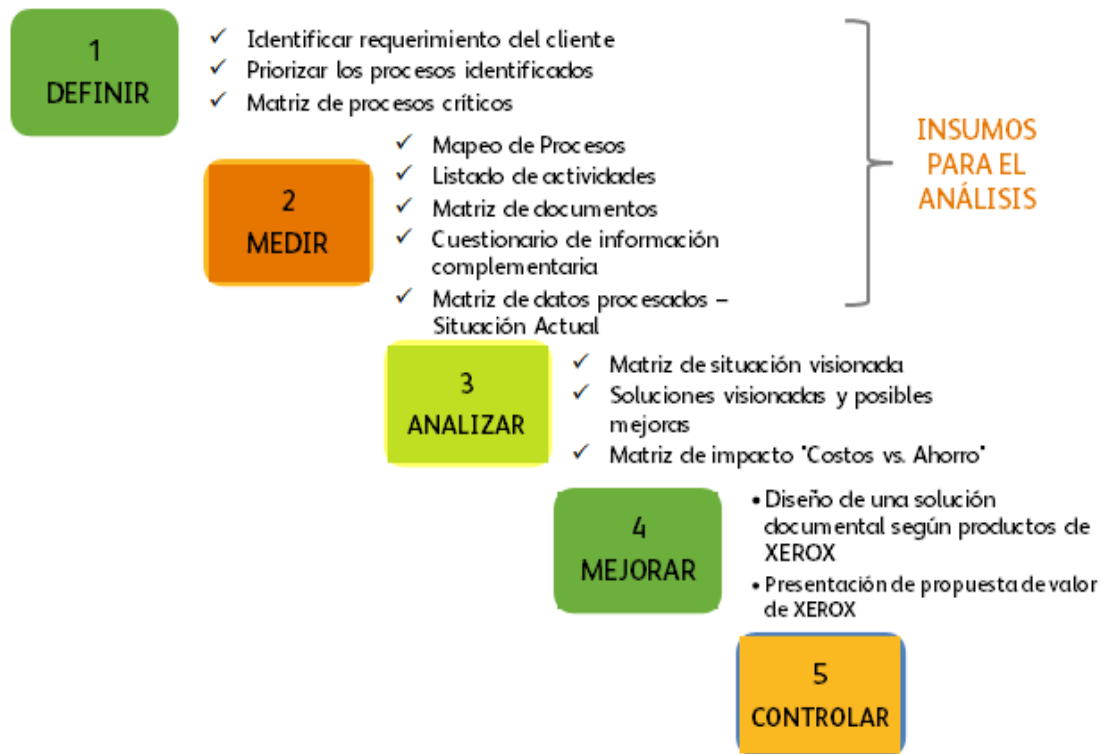 1
DEFINIR
✓ Identificar requerimiento del cliente
✓ Priorizar los procesos identificados
✓ Matriz de procesos críticos
INSUMOS
PARA EL
ANÁLISIS
2
MEDIR
✓ Mapeo de Procesos
✓ Listado de actividades
✓ Matriz de documentos
✓ Cuestionario de información
complementaria
✓ Matriz de datos procesados –
Situación Actual
3
ANALIZAR
✓ Matriz de situación visionada
✓ Soluciones visionadas y posibles
mejoras
✓ Matriz de impacto "Costos vs. Ahorro"
4
MEJORAR
• Diseño de una solución
documental según productos de
XEROX
• Presentación de propuesta de valor
de XEROX
5
CONTROLAR